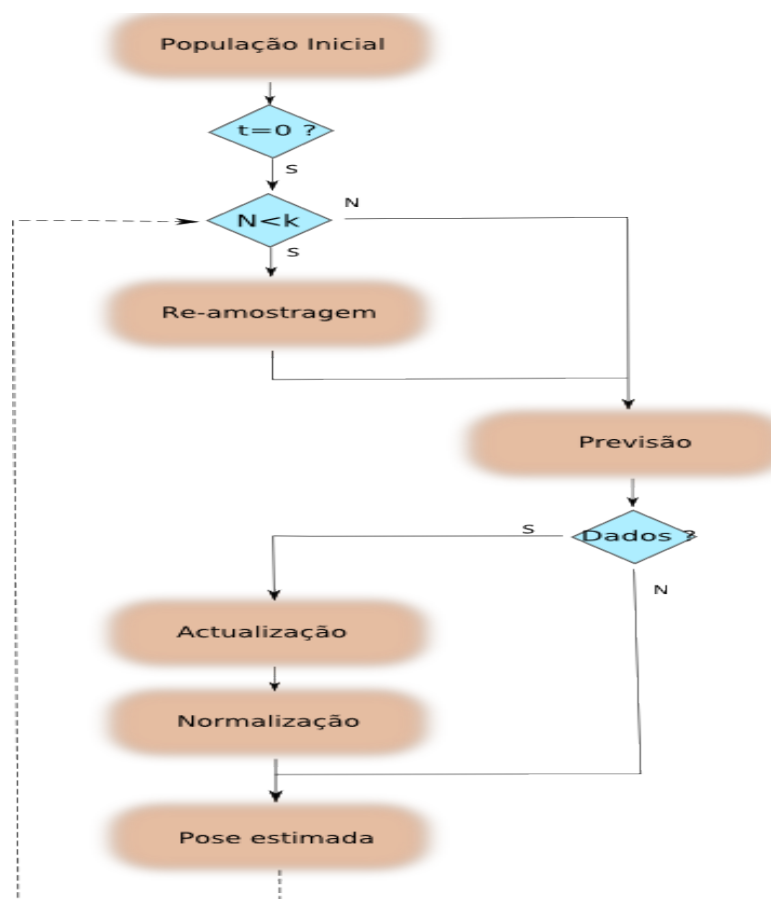 População Inicial
t=0 ?
S
N<k
N
S
Re-amostragem
Previsão
Dados ?
S
N
Actualização
Normalização
Pose estimada